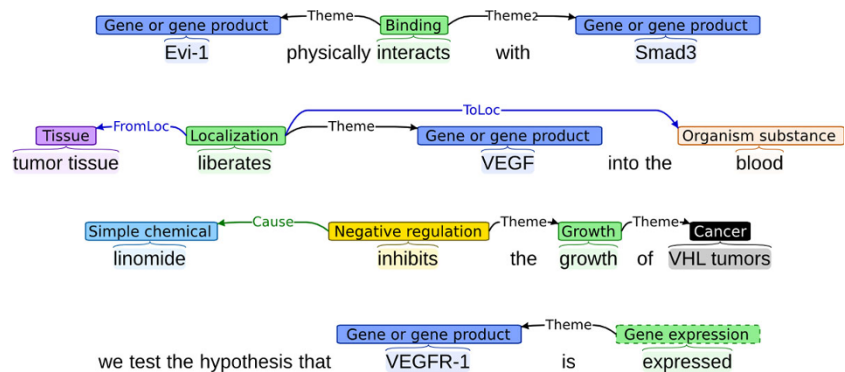 Gene or gene product Theme Binding Theme2 Gene or gene product
Evi-1 physically interacts with Smad3
ToLoc
Tissue FromLoc Localization Theme Gene or gene product Organism substance
tumor tissue liberates VEGF into the blood
Simple chemical Cause Negative regulation Theme Growth Theme Cancer
linomide inhibits the growth of VHL tumors
Gene or gene product Theme Gene expression
we test the hypothesis that VEGFR-1 is expressed